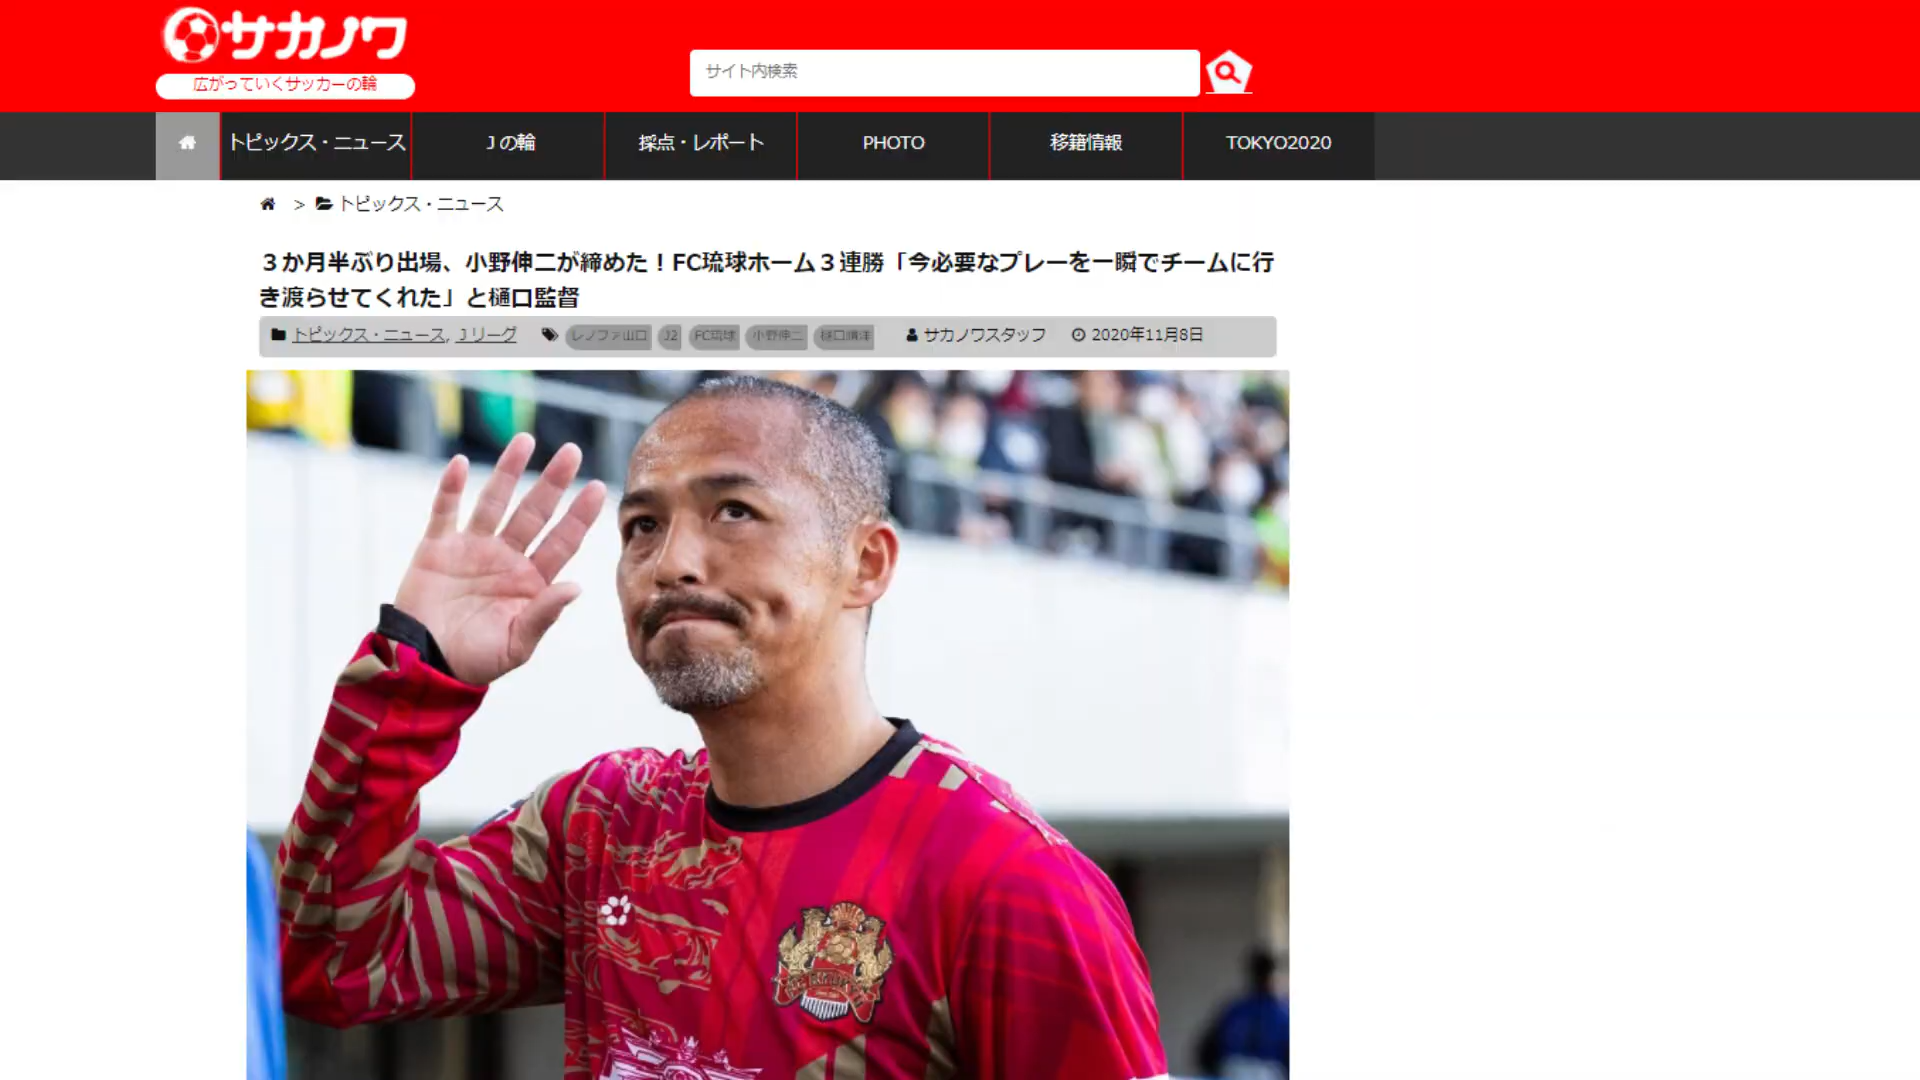 サカノワ
広がっていくサッカーの輪
サイト内検索
トピックス・ニュース
Jの輪
採点・レポート
PHOTO
移籍情報
TOKYO2020
> トピックス・ニュース
３か月半ぶり出場、小野伸二が締めた！FC琉球ホーム３連勝「今必要なプレーを一瞬でチームに行
き渡らせてくれた」と樋口監督
トピックス・ニュース, Jリーグ レノファ山口 J2 FC琉球 小野伸二 樋口靖洋 サカノワスタッフ 2020年11月8日